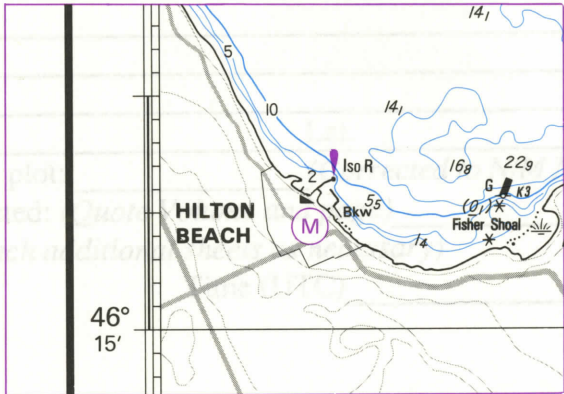 14₁
5
10
14₁
Iso R
16₈
22₉
2
G
K3
5₅
(0₁)
HILTON
Bkw
Fisher Shoal
M
BEACH
1₄
46°
15'